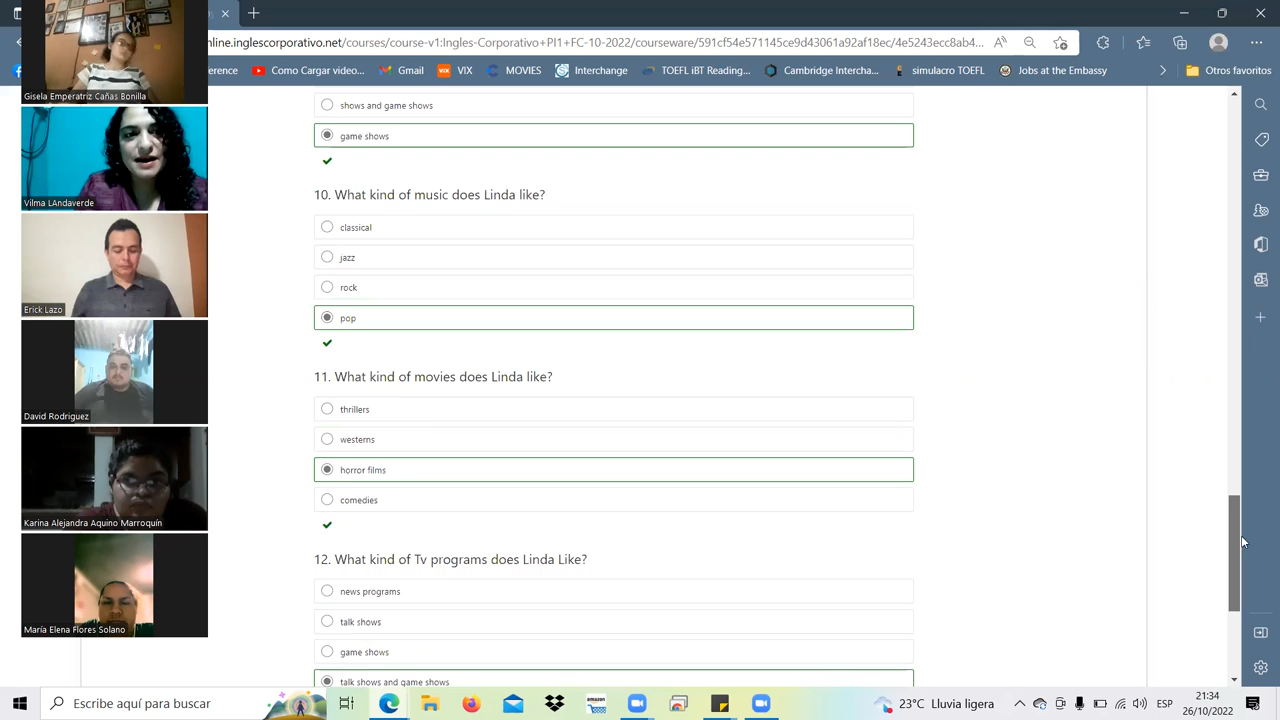 Gisela Emperatriz Cañas Bonilla
Vilma LAndaverde
Erick Lazo
David Rodriguez
Karina Alejandra Aquino Marroquín
María Elena Flores Solano
nline.inglescorporativo.net/courses/course-v1:Ingles-Corporativo+PI1+FC-10-2022/courseware/591cf54e571145ce9d43061a92af18ec/4e5243ecc8ab4...
ference
Como Cargar video...
Gmail
VIX
MOVIES
Interchange
TOEFL iBT Reading...
Cambridge intercha...
simulacro TOEFL
Jobs at the Embassy
Otros favoritos
shows and game shows
game shows
10. What kind of music does Linda like?
classical
jazz
rock
pop
11. What kind of movies does Linda like?
thrillers
westerns
horror films
comedies
12. What kind of Tv programs does Linda Like?
news programs
talk shows
game shows
talk shows and game shows
Escribe aquí para buscar
amazon
23°C Lluvia ligera
ESP
21:34
26/10/2022